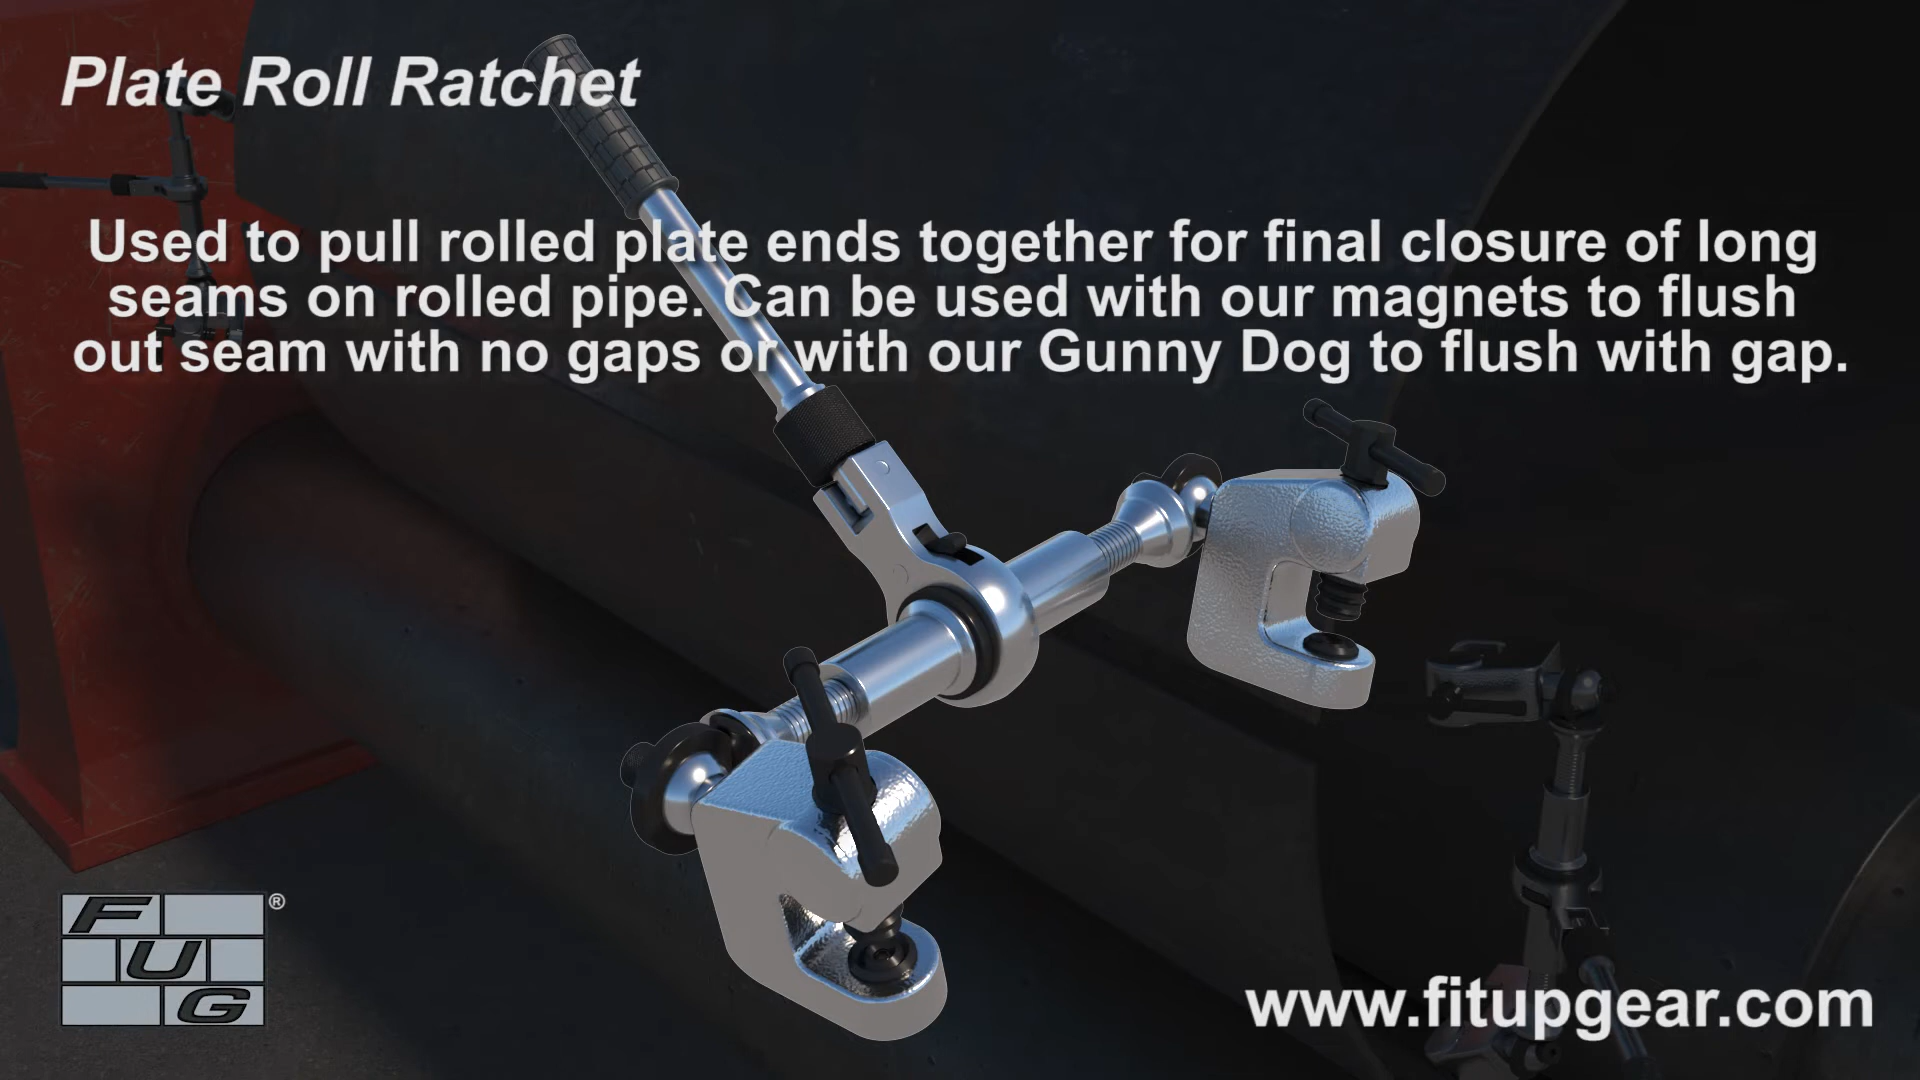 Plate Roll Ratchet
Used to pull rolled plate ends together for final closure of long
seams on rolled pipe. Can be used with our magnets to flush
out seam with no gaps or with our Gunny Dog to flush with gap.
FUG®
www.fitupgear.com